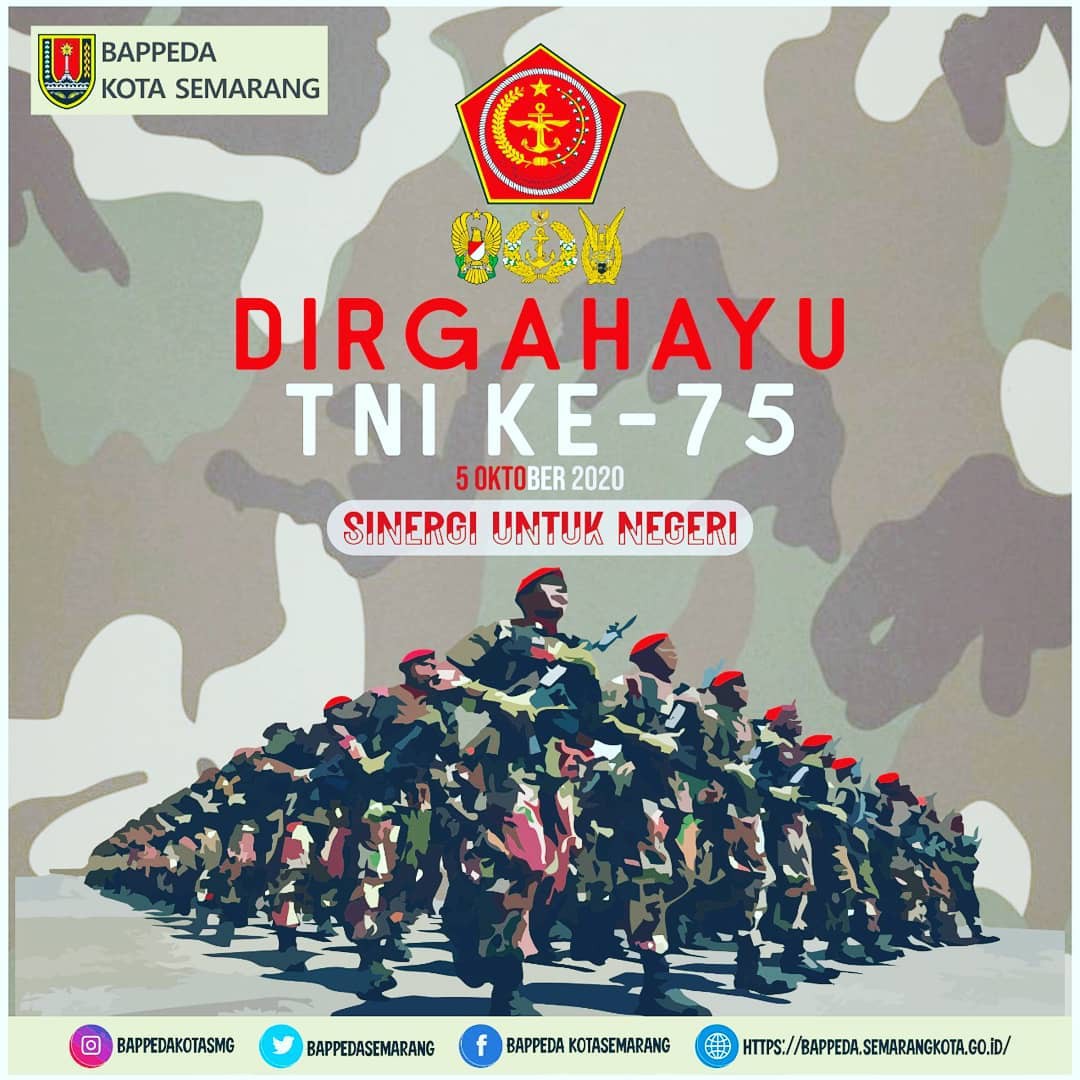 BAPPEDA
KOTA SEMARANG
DIRGAHAYU
TNI KE-75
5 OKTOBER 2020
SINERGI UNTUK NEGERI
BAPPEDAKOTASMG
BAPPEDASEMARANG
BAPPEDA KOTASEMARANG
HTTPS://BAPPEDA.SEMARANGKOTA.GO.ID/